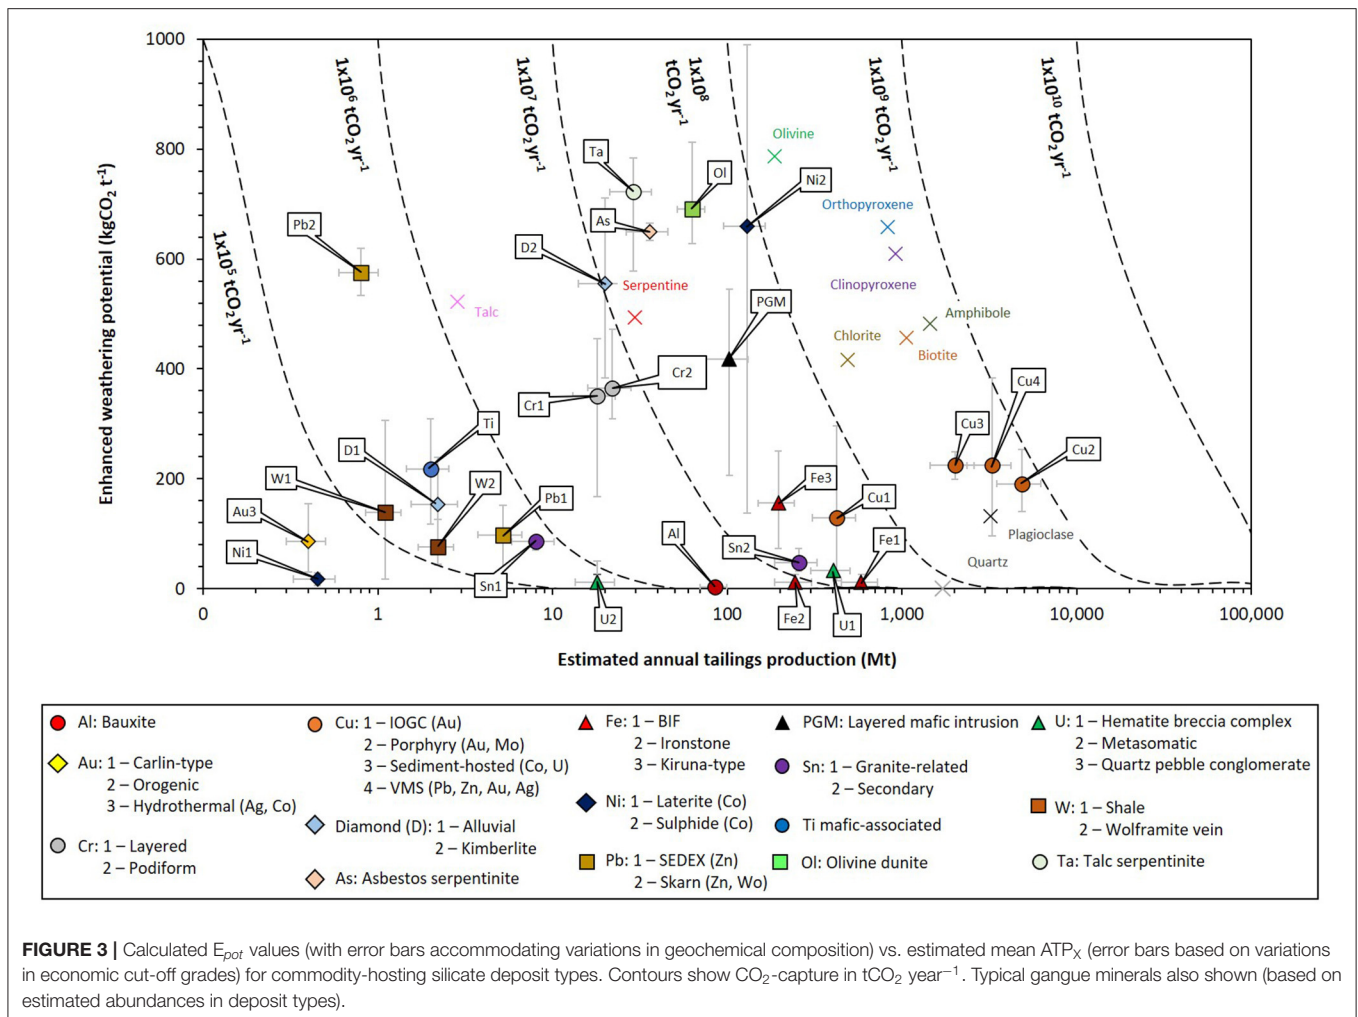 1000
800
600
400
200
0
Enhanced weathering potential (kgCO2 t-1)
1x10^5 tCO2 yr-1
1x10^6 tCO2 yr-1
1x10^7 tCO2 yr-1
1x10^8 tCO2 yr-1
1x10^9 tCO2 yr-1
1x10^10 tCO2 yr-1
Olivine
Ta
Ol
Ni2
Orthopyroxene
As
Pb2
D2
Serpentine
Clinopyroxene
PGM
Talc
Amphibole
Chlorite
Biotite
Cr2
Cu4
Cr1
Ti
Cu3
D1
Cu2
W1
W2
Fe3
Pb1
Cu1
Au3
Al
Plagioclase
Fe1
Sn2
Ni1
Quartz
Sn1
U2
Fe2
U1
0
1
10
100
1,000
10,000
100,000
Estimated annual tailings production (Mt)
Al: Bauxite
Au: 1 – Carlin-type
2 – Orogenic
3 – Hydrothermal (Ag, Co)
Cr: 1 – Layered
2 – Podiform
Cu: 1 – IOGC (Au)
2 – Porphyry (Au, Mo)
3 – Sediment-hosted (Co, U)
4 – VMS (Pb, Zn, Au, Ag)
Diamond (D): 1 – Alluvial
2 – Kimberlite
As: Asbestos serpentinite
Fe: 1 – BIF
2 – Ironstone
3 – Kiruna-type
Ni: 1 – Laterite (Co)
2 – Sulphide (Co)
Pb: 1 – SEDEX (Zn)
2 – Skarn (Zn, Wo)
PGM: Layered mafic intrusion
Sn: 1 – Granite-related
2 – Secondary
Ti mafic-associated
Ol: Olivine dunite
U: 1 – Hematite breccia complex
2 – Metasomatic
3 – Quartz pebble conglomerate
W: 1 – Shale
2 – Wolframite vein
Ta: Talc serpentinite
FIGURE 3 | Calculated Epot values (with error bars accommodating variations in geochemical composition) vs. estimated mean ATPX (error bars based on variations
in economic cut-off grades) for commodity-hosting silicate deposit types. Contours show CO2-capture in tCO2 year−1. Typical gangue minerals also shown (based on
estimated abundances in deposit types).